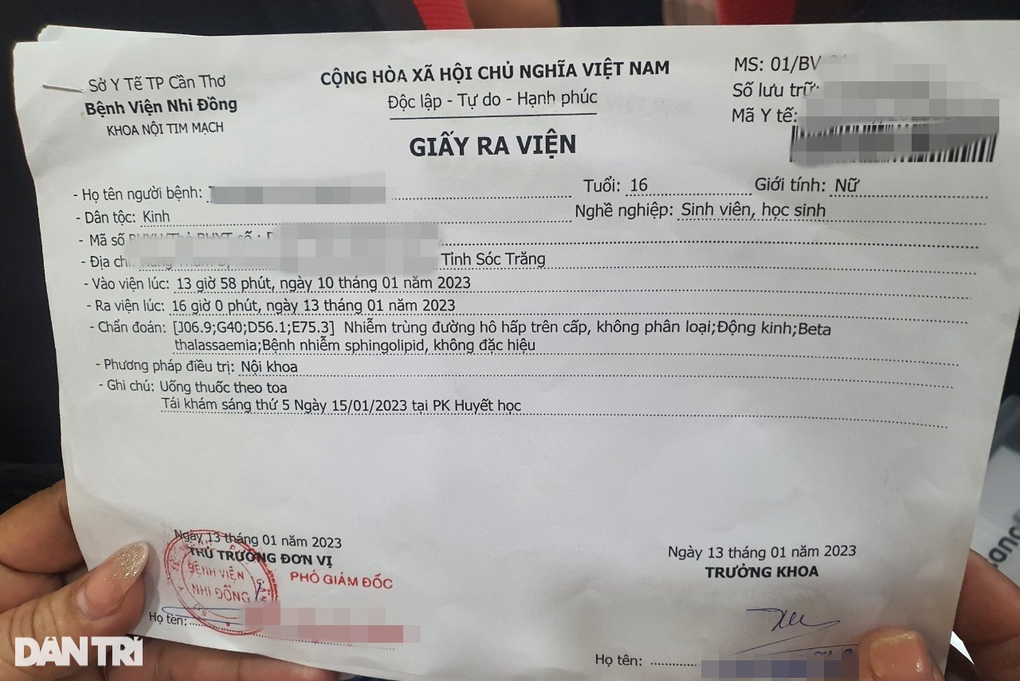 Sở Y Tế TP Cần Thơ
Bệnh Viện Nhi Đồng
KHOA NỘI TIM MẠCH
CỘNG HÒA XÃ HỘI CHỦ NGHĨA VIỆT NAM
Độc lập - Tự do - Hạnh phúc
GIẤY RA VIỆN
MS: 01/BV
Số lưu trữ:
Mã Y tế:
- Họ tên người bệnh: Tuổi: 16 Giới tính: Nữ
- Dân tộc: Kinh Nghề nghiệp: Sinh viên, học sinh
- Mã số
- Địa chỉ: Tỉnh Sóc Trăng
- Vào viện lúc: 13 giờ 58 phút, ngày 10 tháng 01 năm 2023
- Ra viện lúc: 16 giờ 0 phút, ngày 13 tháng 01 năm 2023
- Chẩn đoán: [J06.9;G40;D56.1;E75.3] Nhiễm trùng đường hô hấp trên cấp, không phân loại;Động kinh;Beta
thalassaemia;Bệnh nhiễm sphingolipid, không đặc hiệu
- Phương pháp điều trị: Nội khoa
- Ghi chú: Uống thuốc theo toa
Tái khám sáng thứ 5 Ngày 15/01/2023 tại PK Huyết học
Ngày 13 tháng 01 năm 2023
THỦ TRƯỞNG ĐƠN VỊ
PHÓ GIÁM ĐỐC
BỆNH VIỆN
NHI ĐỒNG
Họ tên:
Ngày 13 tháng 01 năm 2023
TRƯỞNG KHOA
Họ tên:
DÂN TRÍ